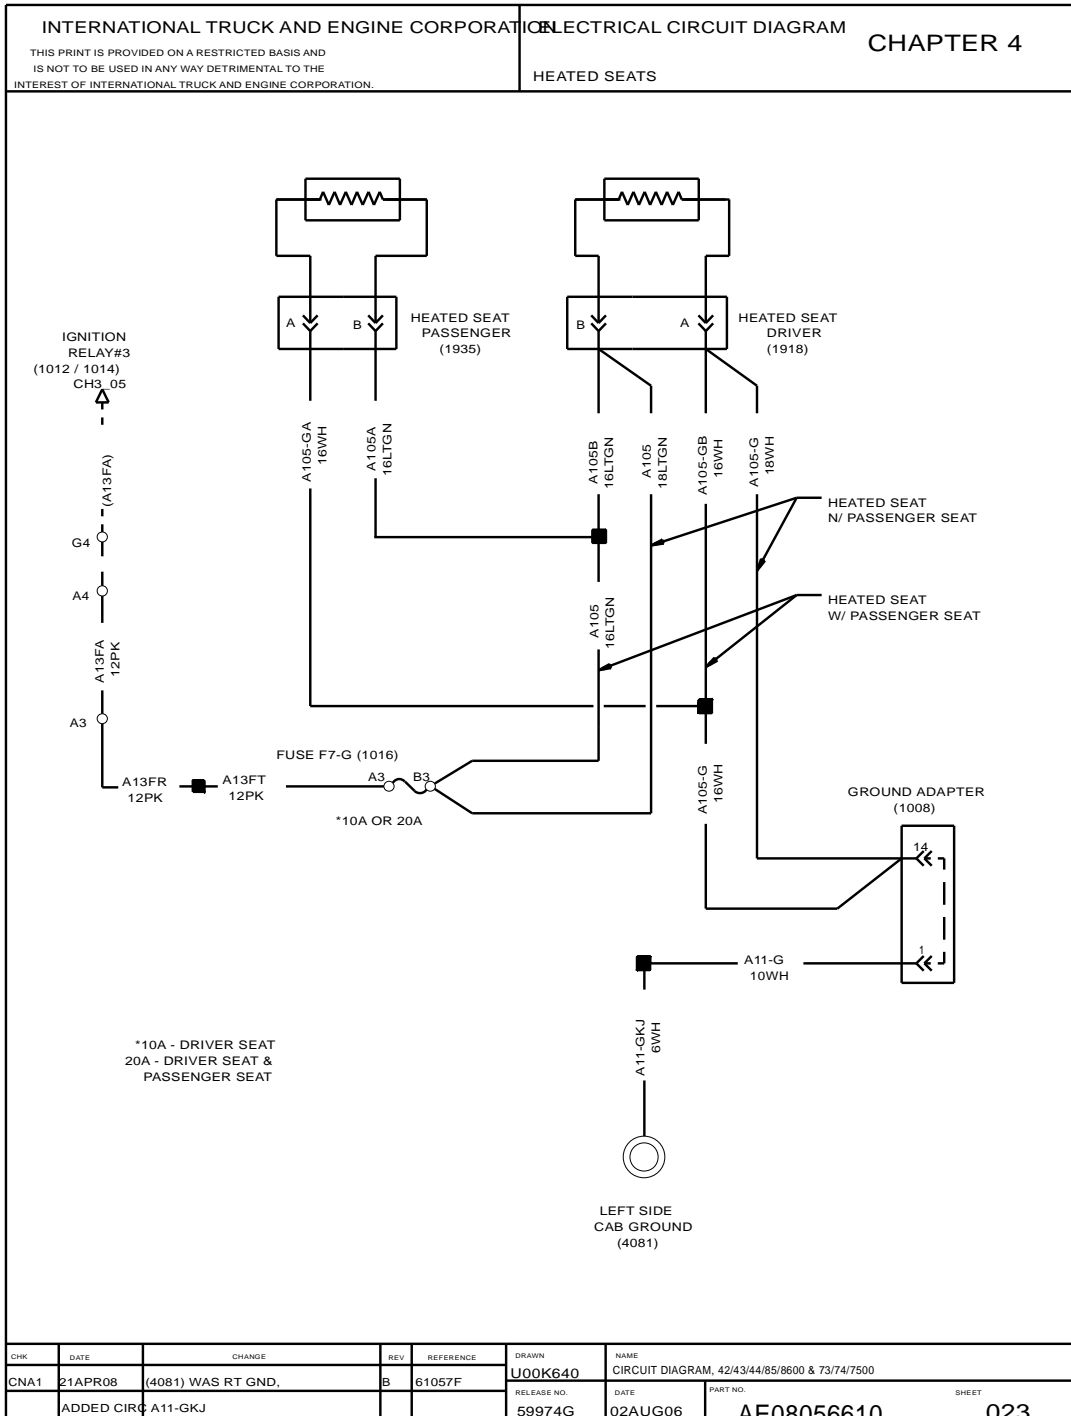 INTERNATIONAL TRUCK AND ENGINE CORPORATION
THIS PRINT IS PROVIDED ON A RESTRICTED BASIS AND
IS NOT TO BE USED IN ANY WAY DETRIMENTAL TO THE
INTEREST OF INTERNATIONAL TRUCK AND ENGINE CORPORATION.
ELECTRICAL CIRCUIT DIAGRAM
HEATED SEATS
CHAPTER 4
A
B
HEATED SEAT
PASSENGER
(1935)
B
A
HEATED SEAT
DRIVER
(1918)
IGNITION
RELAY#3
(1012 / 1014)
CH3_05
(A13FA)
G4
A4
A13FA
12PK
A3
A13FR
12PK
A13FT
12PK
FUSE F7-G (1016)
A3
B3
*10A OR 20A
A105-GA
16WH
A105A
16LTGN
A105B
16LTGN
A105
18LTGN
A105-GB
16WH
A105-G
18WH
HEATED SEAT
N/ PASSENGER SEAT
HEATED SEAT
W/ PASSENGER SEAT
A105
16LTGN
A105-G
16WH
GROUND ADAPTER
(1008)
14
1
A11-G
10WH
A11-GKJ
6WH
*10A - DRIVER SEAT
20A - DRIVER SEAT &
PASSENGER SEAT
LEFT SIDE
CAB GROUND
(4081)
CHK
DATE
CHANGE
REV
REFERENCE
CNA1
21APR08
(4081) WAS RT GND,
B
61057F
ADDED CIRC A11-GKJ
DRAWN
U00K640
NAME
CIRCUIT DIAGRAM, 42/43/44/85/8600 & 73/74/7500
RELEASE NO.
59974G
DATE
02AUG06
PART NO.
AE08056610
SHEET
023